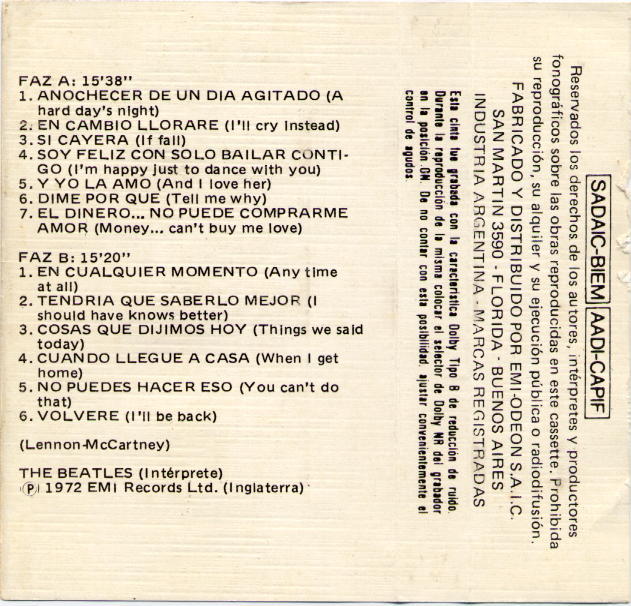 FAZ A: 15'38"
1. ANOCHECER DE UN DIA AGITADO (A
hard day's night)
2. EN CAMBIO LLORARE (I'll cry instead)
3. SI CAYERA (If fall)
4. SOY FELIZ CON SOLO BAILAR CONTI-
GO (I'm happy just to dance with you)
5. Y YO LA AMO (And I love her)
6. DIME POR QUE (Tell me why)
7. EL DINERO... NO PUEDE COMPRARME
AMOR (Money... can't buy me love)
FAZ B: 15'20"
1. EN CUALQUIER MOMENTO (Any time
at all)
2. TENDRIA QUE SABERLO MEJOR (I
should have knows better)
3. COSAS QUE DIJIMOS HOY (Things we said
today)
4. CUANDO LLEGUE A CASA (When I get
home)
5. NO PUEDES HACER ESO (You can't do
that)
6. VOLVERE (I'll be back)
(Lennon-McCartney)
THE BEATLES (Intérprete)
Ⓟ 1972 EMI Records Ltd. (Inglaterra)
SADAIC-BIEM AADI-CAPIF
Reservados los derechos de los autores, intérpretes y productores
fonográficos sobre las obras reproducidas en este cassette. Prohibida
su reproducción, su alquiler y su ejecución pública o radiodifusión.
FABRICADO Y DISTRIBUIDO POR EMI-ODEON S.A.I.C.
SAN MARTIN 3590 - FLORIDA - BUENOS AIRES
INDUSTRIA ARGENTINA - MARCAS REGISTRADAS
Esta cinta fue grabada con la característica Dolby Tipo B de reducción de ruido.
Durante la reproducción de la misma colocar el selector de Dolby NR del grabador
en la posición ON. De no contar con esta posibilidad, ajustar convenientemente el
control de agudos.